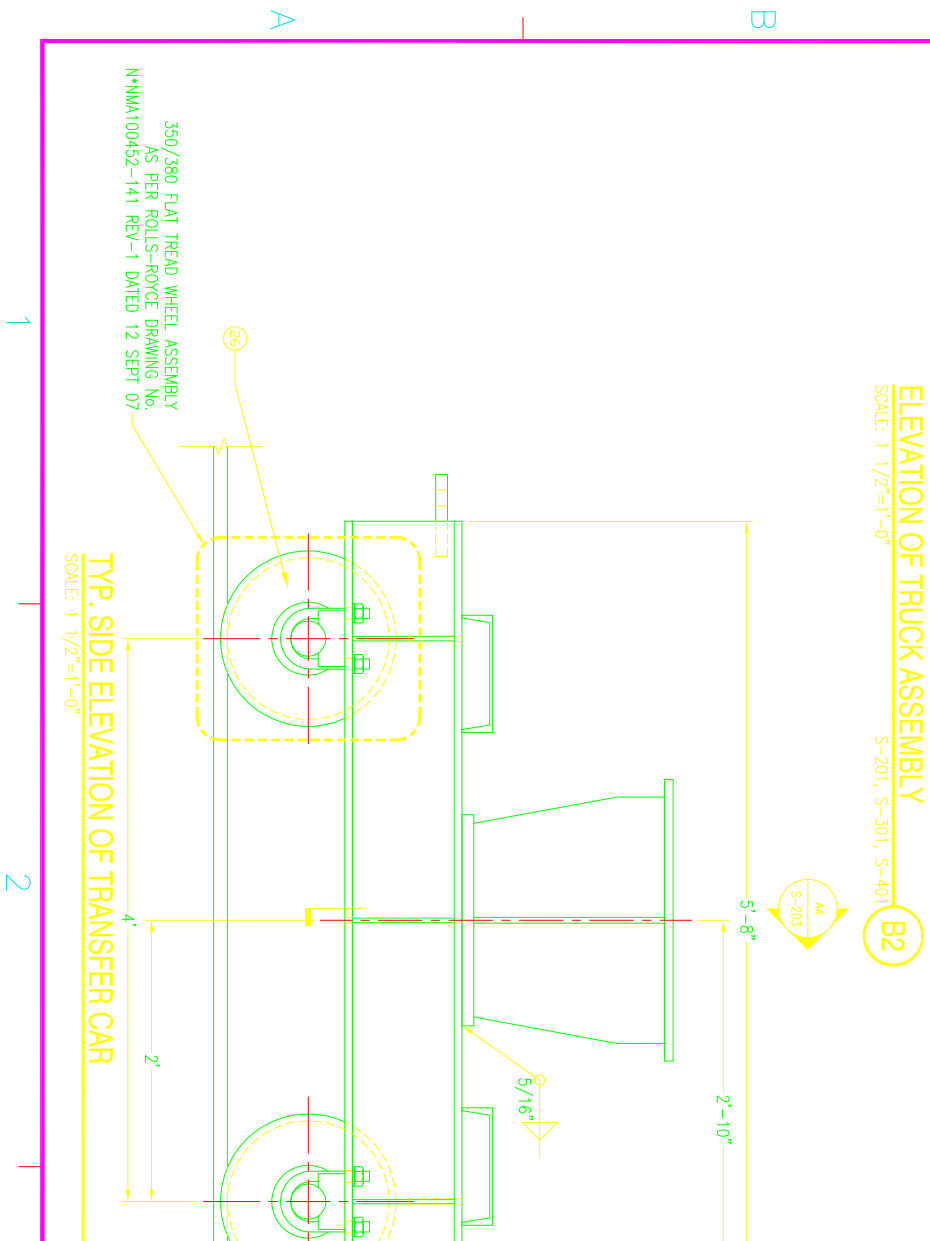 ELEVATION OF TRUCK ASSEMBLY
SCALE: 1 1/2"=1'-0"
S-201, S-301, S-401
B2
A4
S-203
5'-8"
2'-10"
5/16"
26
350/380 FLAT TREAD WHEEL ASSEMBLY
AS PER ROLLS-ROYCE DRAWING No.
N*NMA100452-141 REV-1 DATED 12 SEPT 07
4'
2'
TYP. SIDE ELEVATION OF TRANSFER CAR
SCALE: 1 1/2"=1'-0"
B
A
1
2